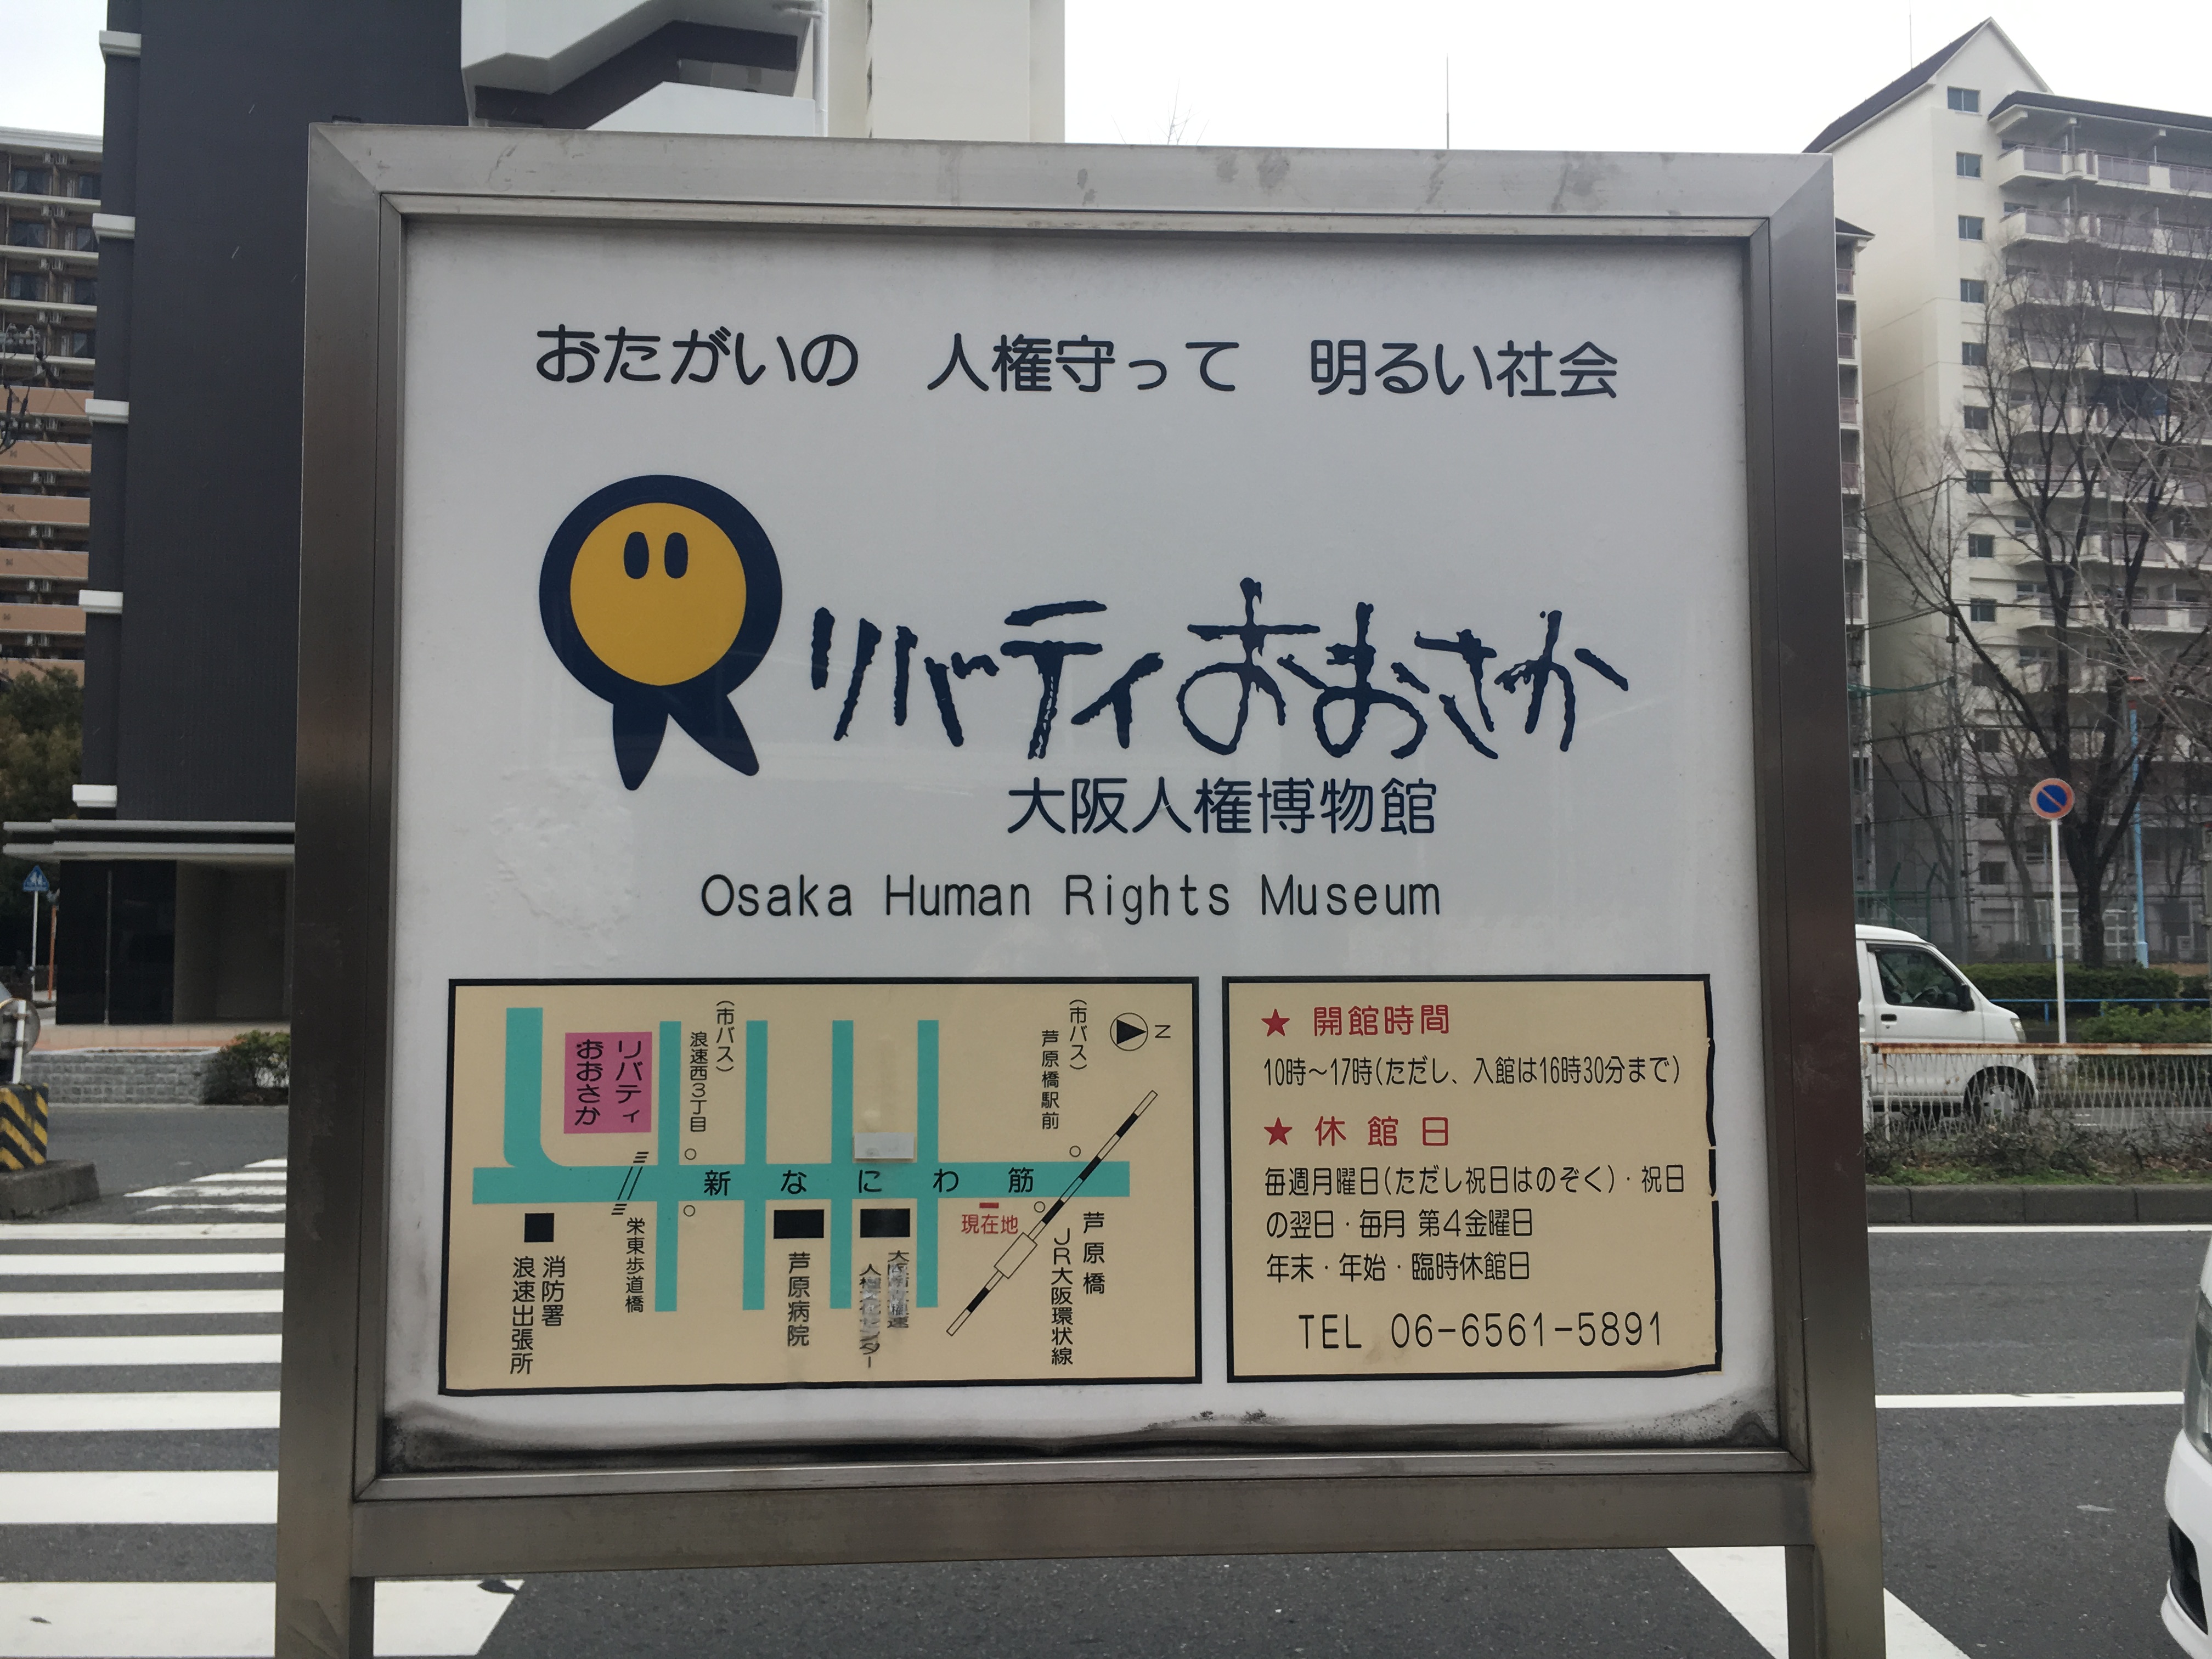 おたがいの 人権守って 明るい社会
リバティおおさか
大阪人権博物館
Osaka Human Rights Museum
リバティ
おおさか
(市バス)
浪速西3丁目
(市バス)
芦原橋駅前
N
新なにわ筋
現在地
栄東歩道橋
消防署
浪速出張所
芦原病院
人権文化センター
芦原橋
JR大阪環状線
★ 開館時間
10時～17時(ただし、入館は16時30分まで)
★ 休館日
毎週月曜日(ただし祝日はのぞく)・祝日
の翌日・毎月 第4金曜日
年末・年始・臨時休館日
TEL 06-6561-5891